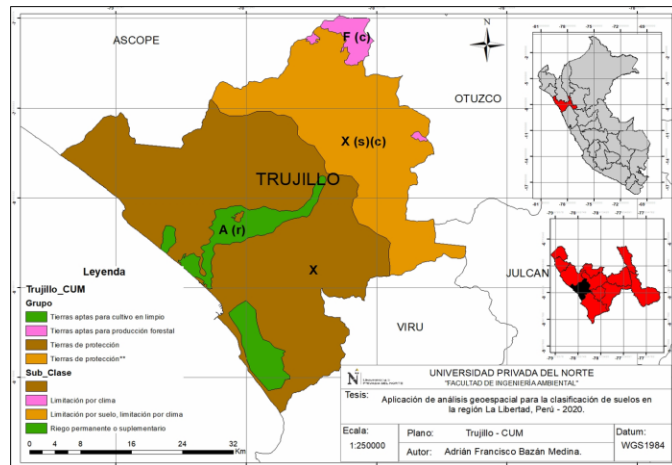 ASCOPE
F (c)
N
OTUZCO
X (s)(c)
TRUJILLO
A (r)
X
JULCAN
VIRU
Leyenda
Trujillo_CUM
Grupo
Tierras aptas para cultivo en limpio
Tierras aptas para producción forestal
Tierras de protección
Tierras de protección**
Sub_Clase
Limitación por clima
Limitación por suelo, limitación por clima
Riego permanente o suplementario
0 4 8 16 24 32
Km
UNIVERSIDAD PRIVADA DEL NORTE
"FACULTAD DE INGENIERÍA AMBIENTAL"
Tesis: Aplicación de análisis geoespacial para la clasificación de suelos en
la región La Libertad, Perú - 2020.
Escala:
1:250000
Plano: Trujillo - CUM
Autor: Adrián Francisco Bazán Medina.
Datum:
WGS1984